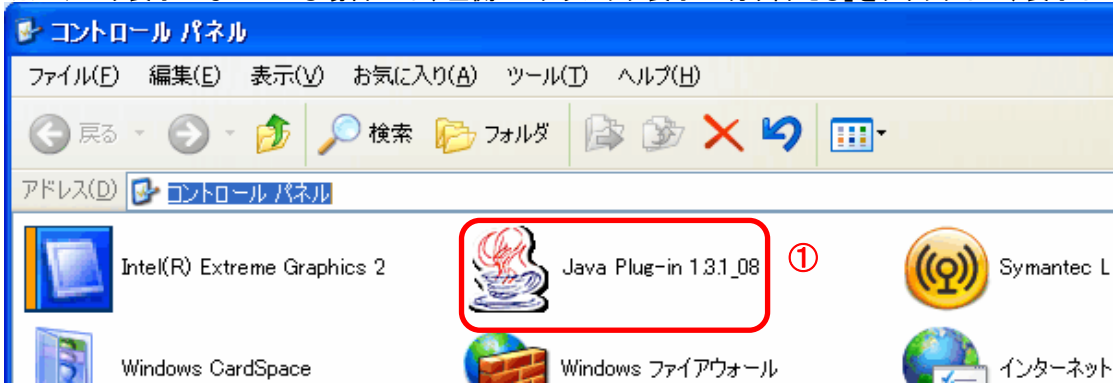 コントロール パネル
ファイル(F) 編集(E) 表示(V) お気に入り(A) ツール(T) ヘルプ(H)
戻る 検索 フォルダ
アドレス(D) コントロール パネル
Intel(R) Extreme Graphics 2
Java Plug-in 1.3.1_08
①
Symantec L
Windows CardSpace
Windows ファイアウォール
インターネット